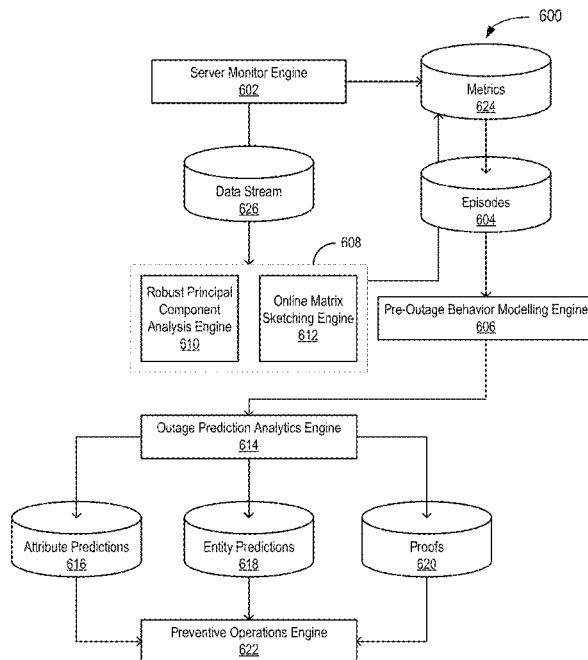 600
Server Monitor Engine
602
Metrics
624
Data Stream
626
Episodes
604
608
Robust Principal
Component
Analysis Engine
610
Online Matrix
Sketching Engine
612
Pre-Outage Behavior Modelling Engine
606
Outage Prediction Analytics Engine
614
Attribute Predictions
616
Entity Predictions
618
Proofs
620
Preventive Operations Engine
622